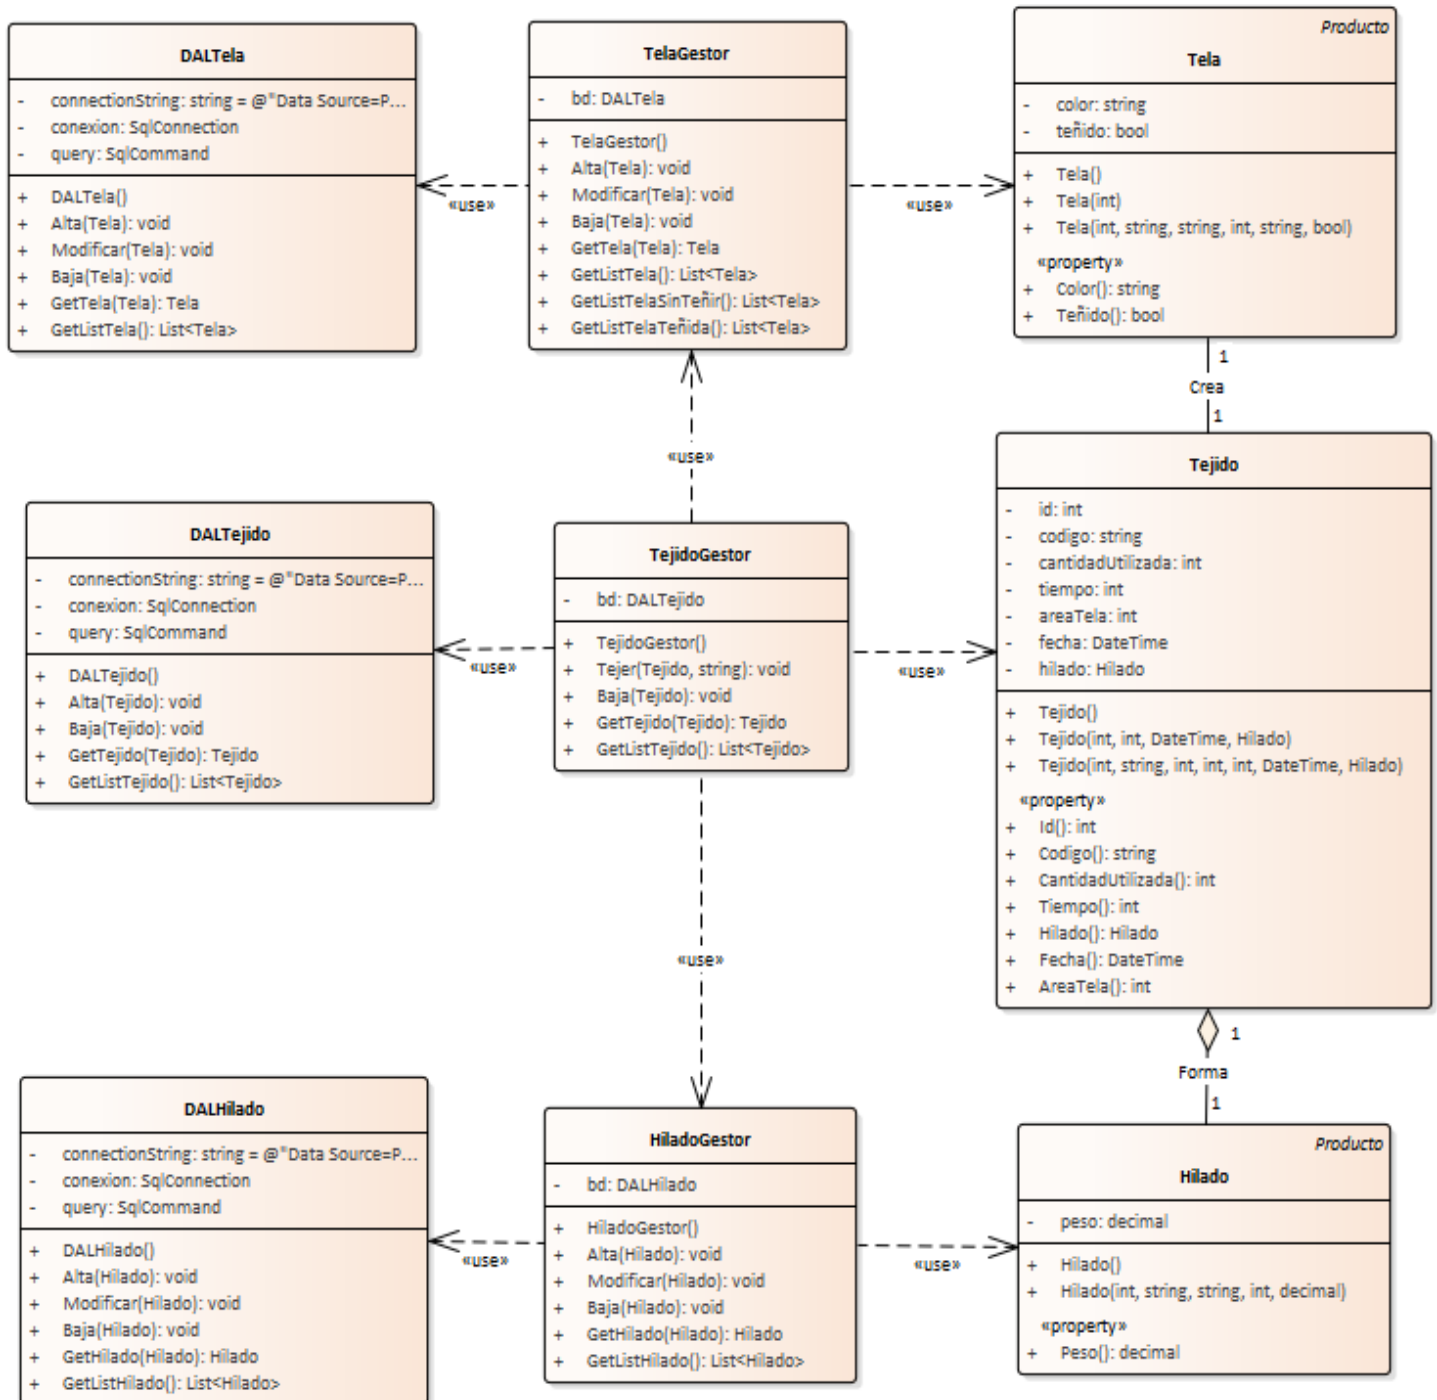 DALTela
- connectionString: string = @"Data Source=P...
- conexion: SqlConnection
- query: SqlCommand
+ DALTela()
+ Alta(Tela): void
+ Modificar(Tela): void
+ Baja(Tela): void
+ GetTela(Tela): Tela
+ GetListTela(): List<Tela>
«use»
TelaGestor
- bd: DALTela
+ TelaGestor()
+ Alta(Tela): void
+ Modificar(Tela): void
+ Baja(Tela): void
+ GetTela(Tela): Tela
+ GetListTela(): List<Tela>
+ GetListTelaSinTeñir(): List<Tela>
+ GetListTelaTeñida(): List<Tela>
«use»
Producto
Tela
- color: string
- teñido: bool
+ Tela()
+ Tela(int)
+ Tela(int, string, string, int, string, bool)
«property»
+ Color(): string
+ Teñido(): bool
1
Crea
1
«use»
DALTejido
- connectionString: string = @"Data Source=P...
- conexion: SqlConnection
- query: SqlCommand
+ DALTejido()
+ Alta(Tejido): void
+ Baja(Tejido): void
+ GetTejido(Tejido): Tejido
+ GetListTejido(): List<Tejido>
«use»
TejidoGestor
- bd: DALTejido
+ TejidoGestor()
+ Tejer(Tejido, string): void
+ Baja(Tejido): void
+ GetTejido(Tejido): Tejido
+ GetListTejido(): List<Tejido>
«use»
Tejido
- id: int
- codigo: string
- cantidadUtilizada: int
- tiempo: int
- areaTela: int
- fecha: DateTime
- hilado: Hilado
+ Tejido()
+ Tejido(int, int, DateTime, Hilado)
+ Tejido(int, string, int, int, int, DateTime, Hilado)
«property»
+ Id(): int
+ Codigo(): string
+ CantidadUtilizada(): int
+ Tiempo(): int
+ Hilado(): Hilado
+ Fecha(): DateTime
+ AreaTela(): int
«use»
1
Forma
1
DALHilado
- connectionString: string = @"Data Source=P...
- conexion: SqlConnection
- query: SqlCommand
+ DALHilado()
+ Alta(Hilado): void
+ Modificar(Hilado): void
+ Baja(Hilado): void
+ GetHilado(Hilado): Hilado
+ GetListHilado(): List<Hilado>
«use»
HiladoGestor
- bd: DALHilado
+ HiladoGestor()
+ Alta(Hilado): void
+ Modificar(Hilado): void
+ Baja(Hilado): void
+ GetHilado(Hilado): Hilado
+ GetListHilado(): List<Hilado>
«use»
Producto
Hilado
- peso: decimal
+ Hilado()
+ Hilado(int, string, string, int, decimal)
«property»
+ Peso(): decimal